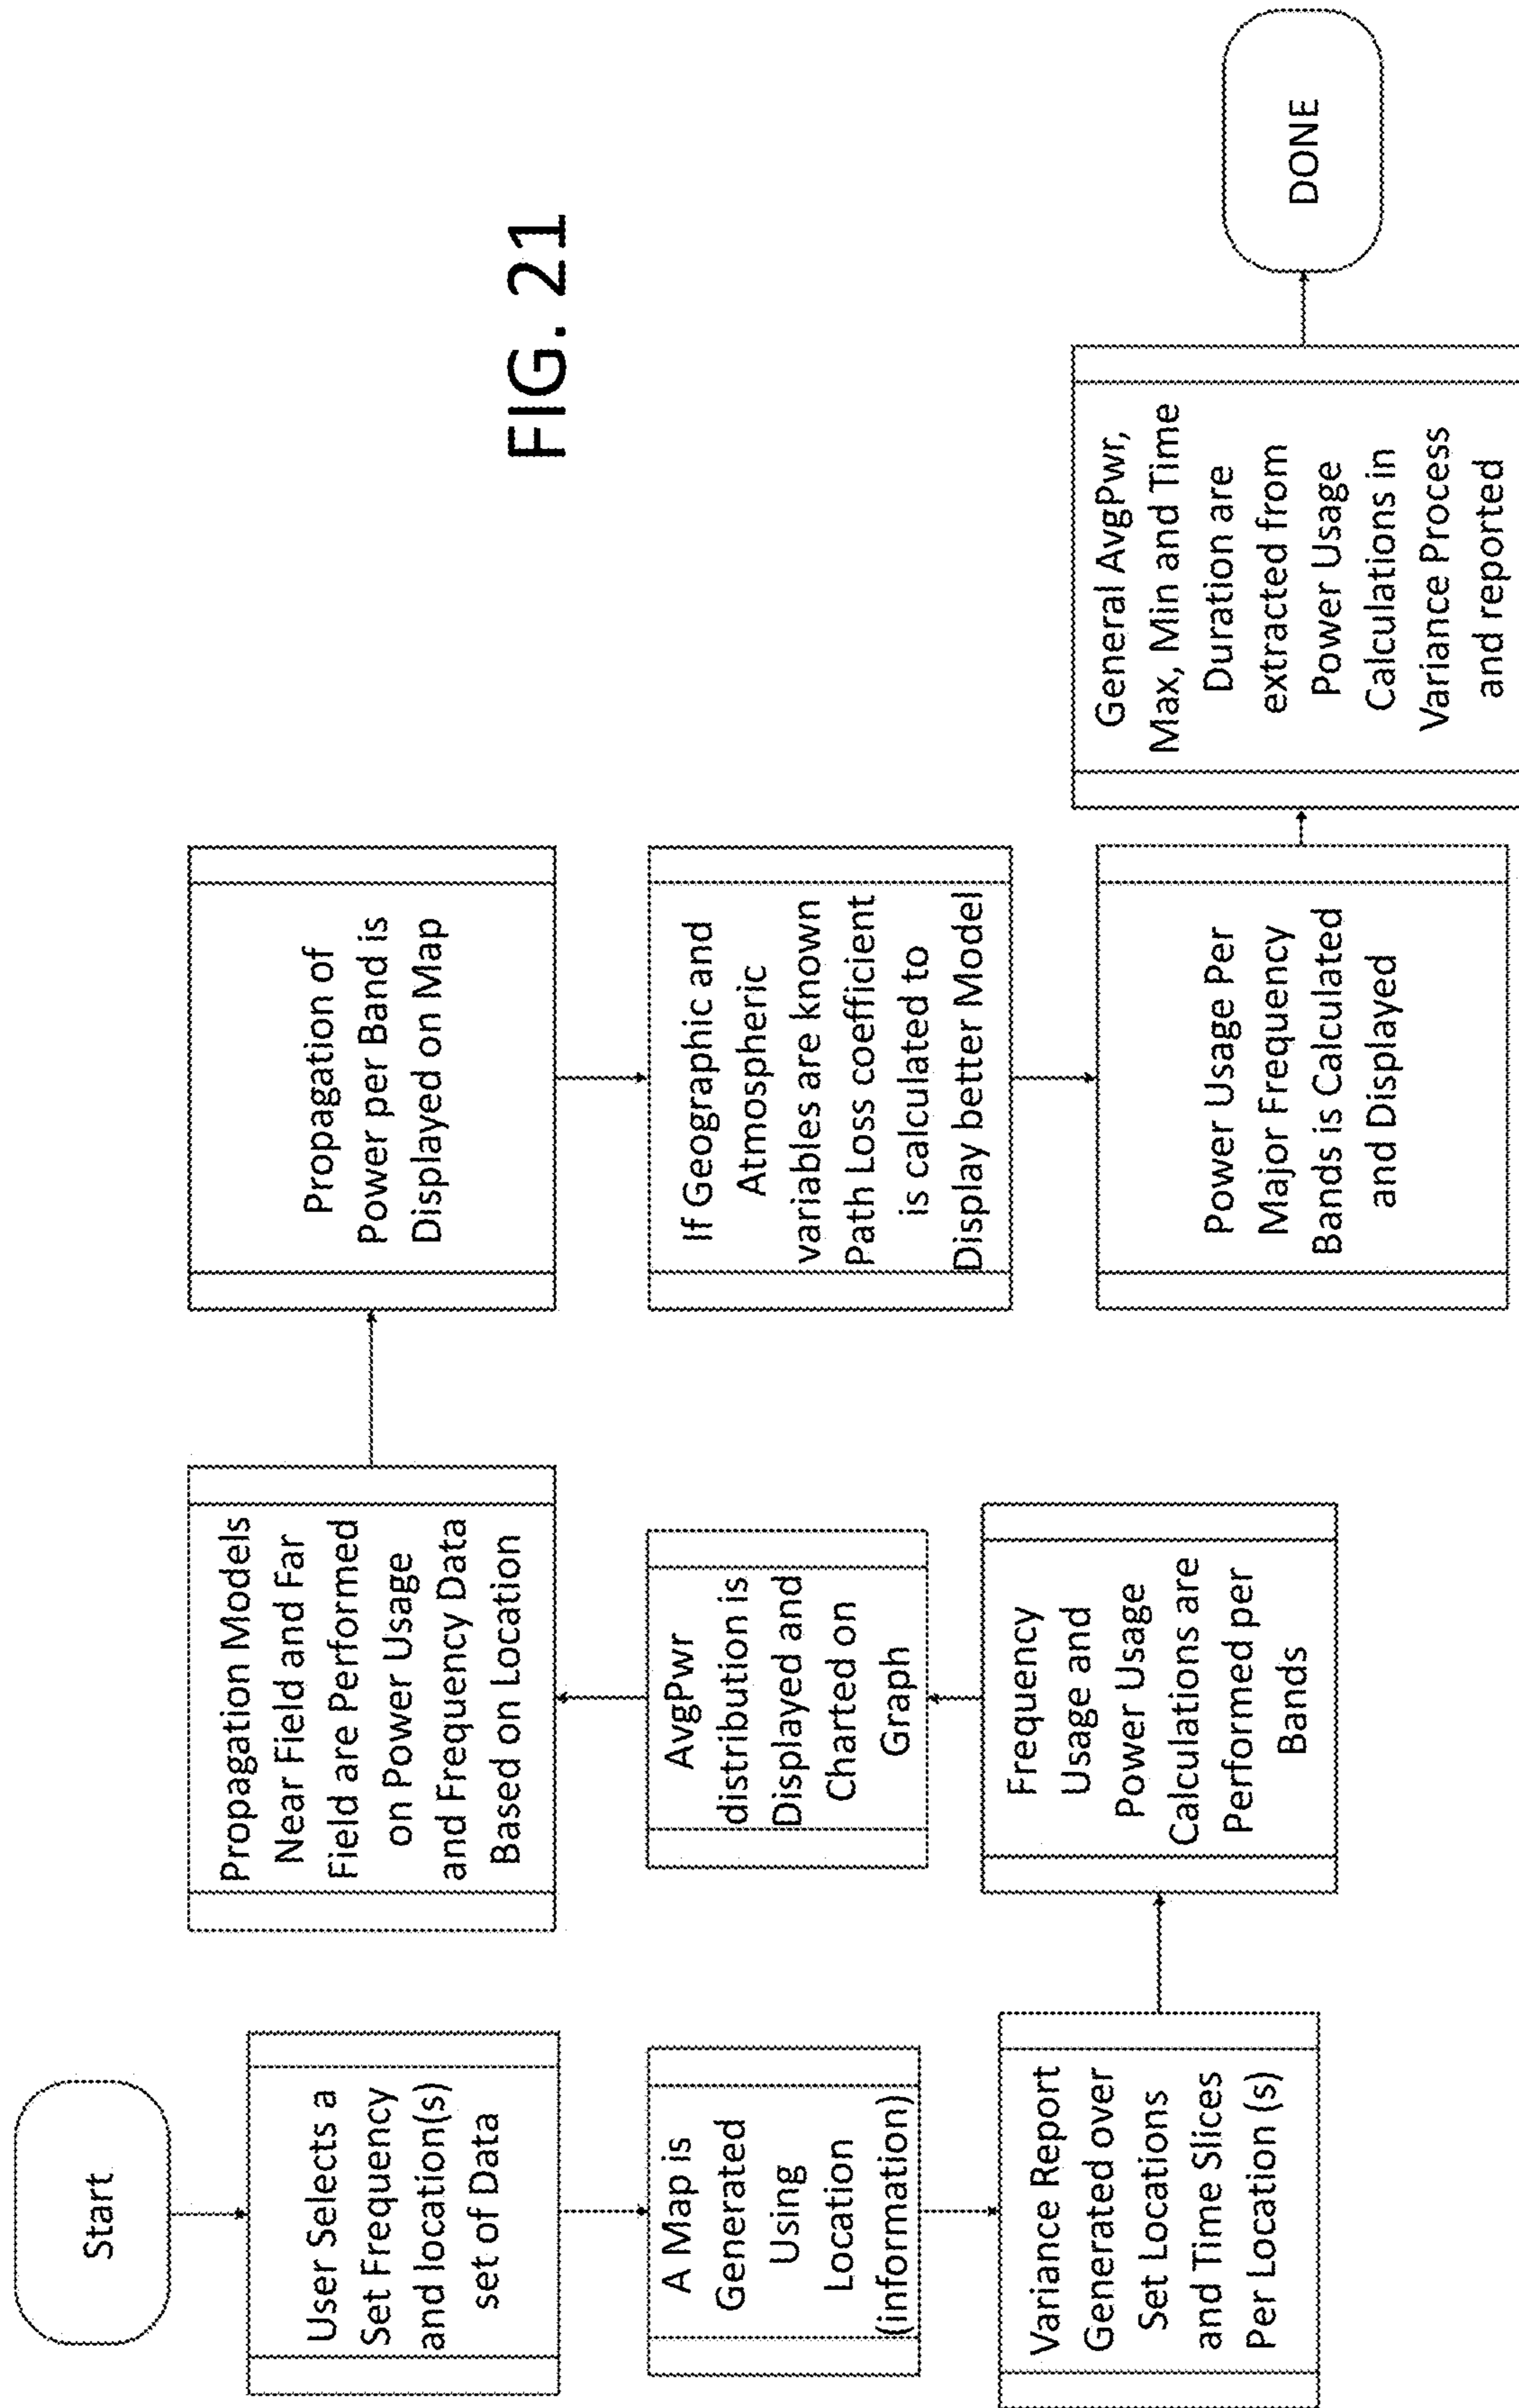 Start
User Selects a
Set Frequency
and location(s)
set of Data
A Map is
Generated
Using
Location
(information)
Variance Report
Generated over
Set Locations
and Time Slices
Per Location (s)
Frequency
Usage and
Power Usage
Calculations are
Performed per
Bands
AvgPwr
distribution is
Displayed and
Charted on
Graph
Propagation Models
Near Field and Far
Field are Performed
on Power Usage
and Frequency Data
Based on Location
Propagation of
Power per Band is
Displayed on Map
If Geographic and
Atmospheric
variables are known
Path Loss coefficient
is calculated to
Display better Model
Power Usage Per
Major Frequency
Bands is Calculated
and Displayed
General AvgPwr,
Max, Min and Time
Duration are
extracted from
Power Usage
Calculations in
Variance Process
and reported
DONE
FIG. 21